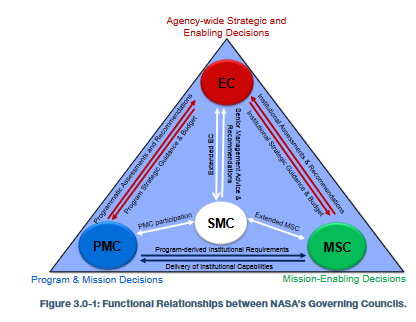 Agency-wide Strategic and
Enabling Decisions
EC
Programmatic Assessments and Recommendations
Program Strategic Guidance & Budget
Extended EC
Senior Management Advice &
Recommendations
Institutional Assessments & Recommendations
Institutional Strategic Guidance & Budget
SMC
PMC participation
Extended MSC
PMC
MSC
Program-derived Institutional Requirements
Delivery of Institutional Capabilities
Program & Mission Decisions
Mission-Enabling Decisions
Figure 3.0-1: Functional Relationships between NASA's Governing Councils.